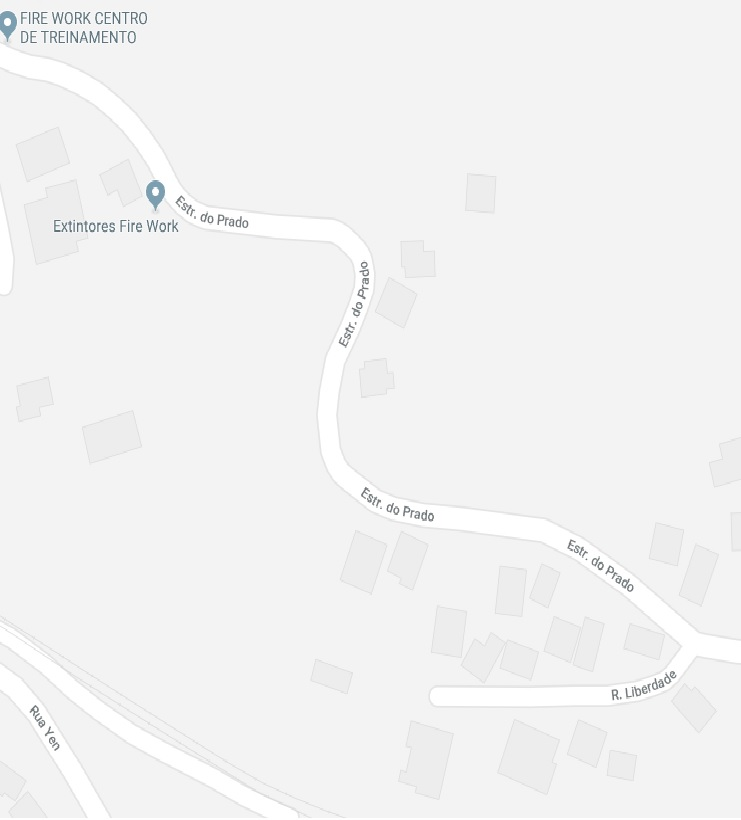 FIRE WORK CENTRO
DE TREINAMENTO
Extintores Fire Work
Estr. do Prado
Estr. do Prado
Estr. do Prado
Estr. do Prado
R. Liberdade
Rua Yen